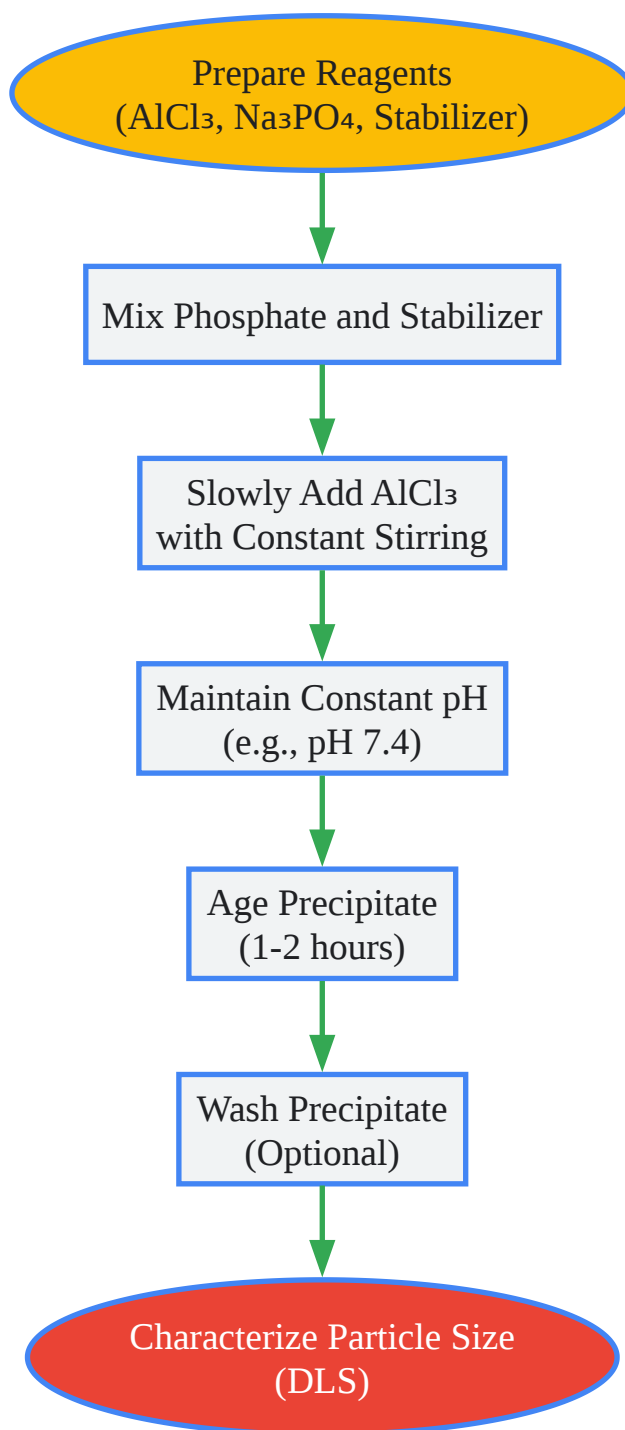 Prepare Reagents
(AlCl₃, Na₃PO₄, Stabilizer)
Mix Phosphate and Stabilizer
Slowly Add AlCl₃
with Constant Stirring
Maintain Constant pH
(e.g., pH 7.4)
Age Precipitate
(1-2 hours)
Wash Precipitate
(Optional)
Characterize Particle Size
(DLS)